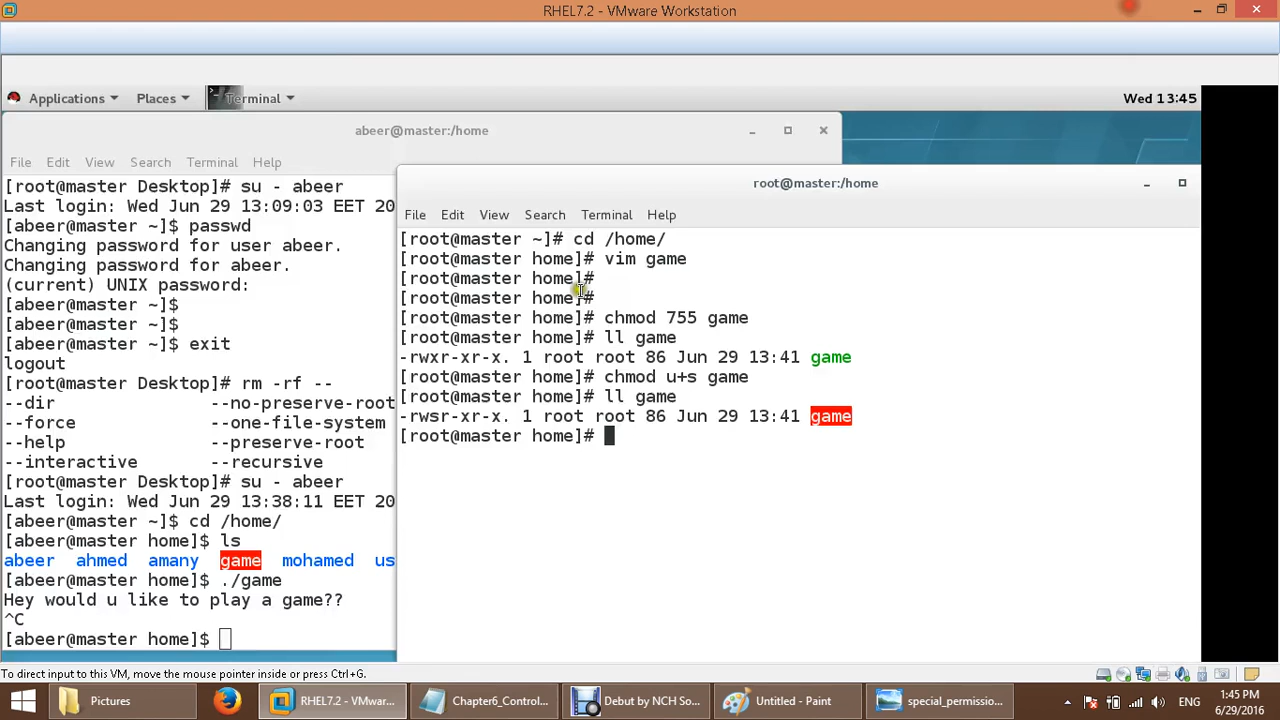 RHEL7.2 - VMware Workstation
Applications Places Terminal Wed 13:45
abeer@master:/home
File Edit View Search Terminal Help
[root@master Desktop]# su - abeer
Last login: Wed Jun 29 13:09:03 EET 20
[abeer@master ~]$ passwd
Changing password for user abeer.
Changing password for abeer.
(current) UNIX password:
[abeer@master ~]$
[abeer@master ~]$
[abeer@master ~]$ exit
logout
[root@master Desktop]# rm -rf --
--dir --no-preserve-root
--force --one-file-system
--help --preserve-root
--interactive --recursive
[root@master Desktop]# su - abeer
Last login: Wed Jun 29 13:38:11 EET 20
[abeer@master ~]$ cd /home/
[abeer@master home]$ ls
abeer ahmed amany game mohamed us
[abeer@master home]$ ./game
Hey would u like to play a game??
^C
[abeer@master home]$
root@master:/home
File Edit View Search Terminal Help
[root@master ~]# cd /home/
[root@master home]# vim game
[root@master home]#
[root@master home]#
[root@master home]# chmod 755 game
[root@master home]# ll game
-rwxr-xr-x. 1 root root 86 Jun 29 13:41 game
[root@master home]# chmod u+s game
[root@master home]# ll game
-rwsr-xr-x. 1 root root 86 Jun 29 13:41 game
[root@master home]#
To direct input to this VM, move the mouse pointer inside or press Ctrl+G.
Pictures RHEL7.2 - VMwar... Chapter6_Control... Debut by NCH So... Untitled - Paint special_permissio... ENG 1:45 PM
6/29/2016